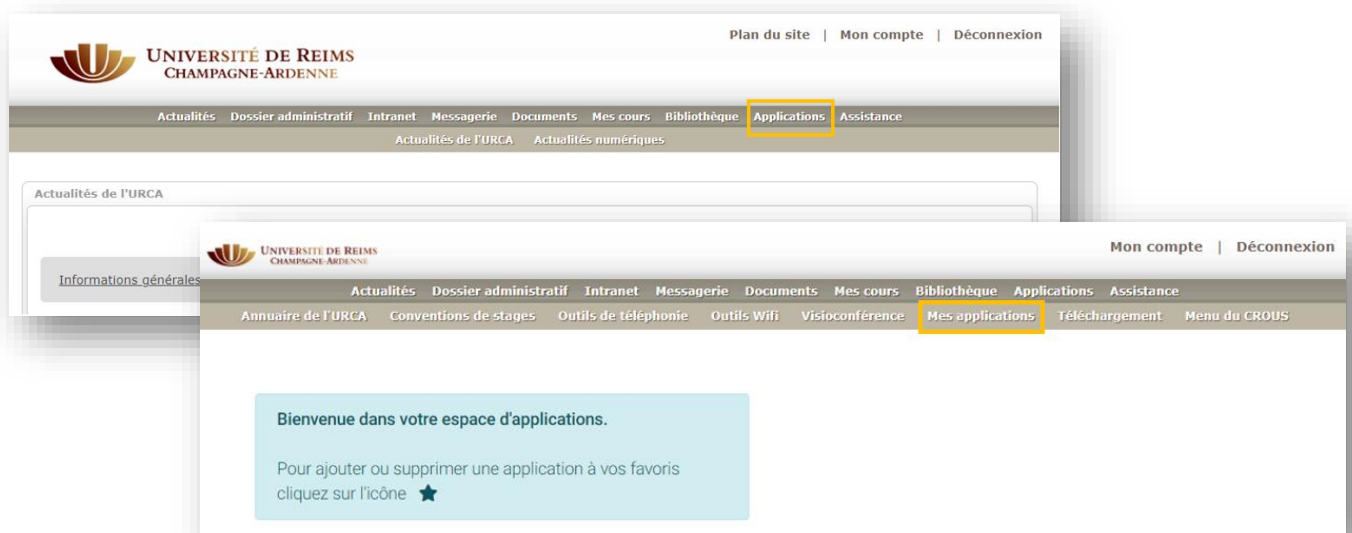 Plan du site | Mon compte | Déconnexion
UNIVERSITÉ DE REIMS
CHAMPAGNE-ARDENNE
Actualités Dossier administratif Intranet Messagerie Documents Mes cours Bibliothèque Applications Assistance
Actualités de l'URCA Actualités numériques
Actualités de l'URCA
Informations générales
UNIVERSITÉ DE REIMS
CHAMPAGNE-ARDENNE
Mon compte | Déconnexion
Actualités Dossier administratif Intranet Messagerie Documents Mes cours Bibliothèque Applications Assistance
Annuaire de l'URCA Conventions de stages Outils de téléphonie Outils Wifi Visioconférence Mes applications Téléchargement Menu du CROUS
Bienvenue dans votre espace d'applications.
Pour ajouter ou supprimer une application à vos favoris
cliquez sur l'icône